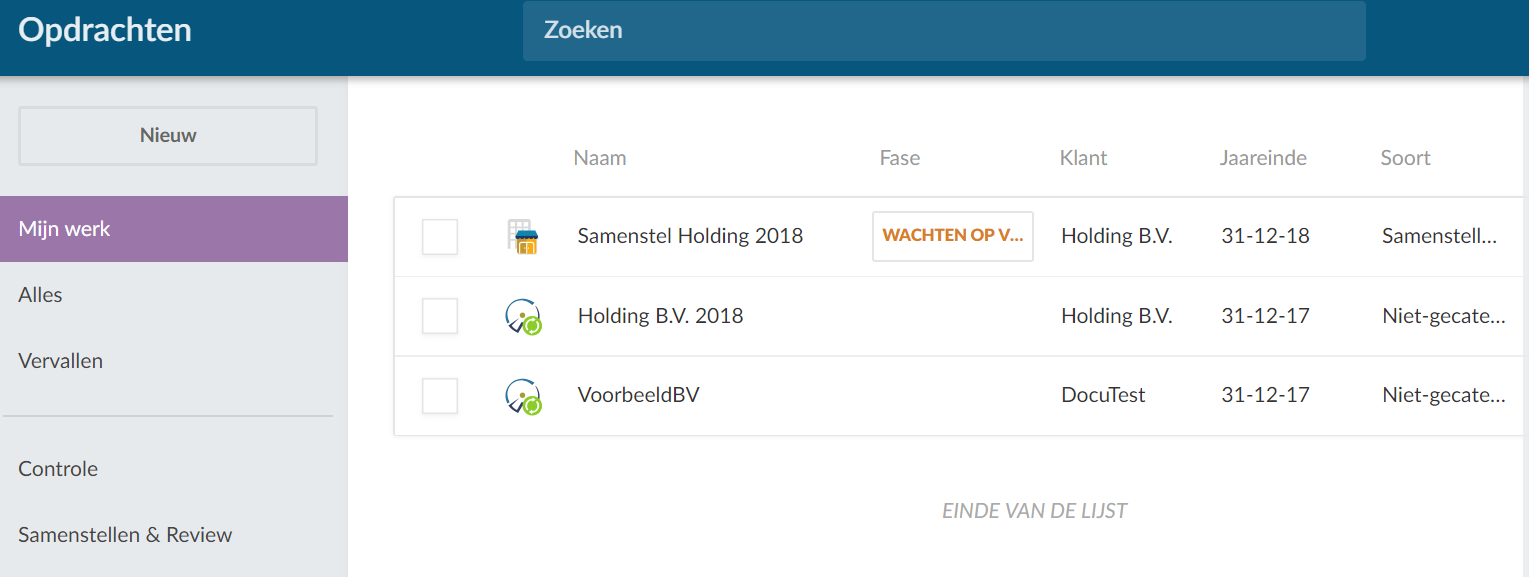 Opdrachten
Zoeken
Nieuw
Mijn werk
Alles
Vervallen
Controle
Samenstellen & Review
Naam Fase Klant Jaareinde Soort
Samenstel Holding 2018 WACHTEN OP V... Holding B.V. 31-12-18 Samenstell...
Holding B.V. 2018 Holding B.V. 31-12-17 Niet-gecate...
VoorbeeldBV DocuTest 31-12-17 Niet-gecate...
EINDE VAN DE LIJST